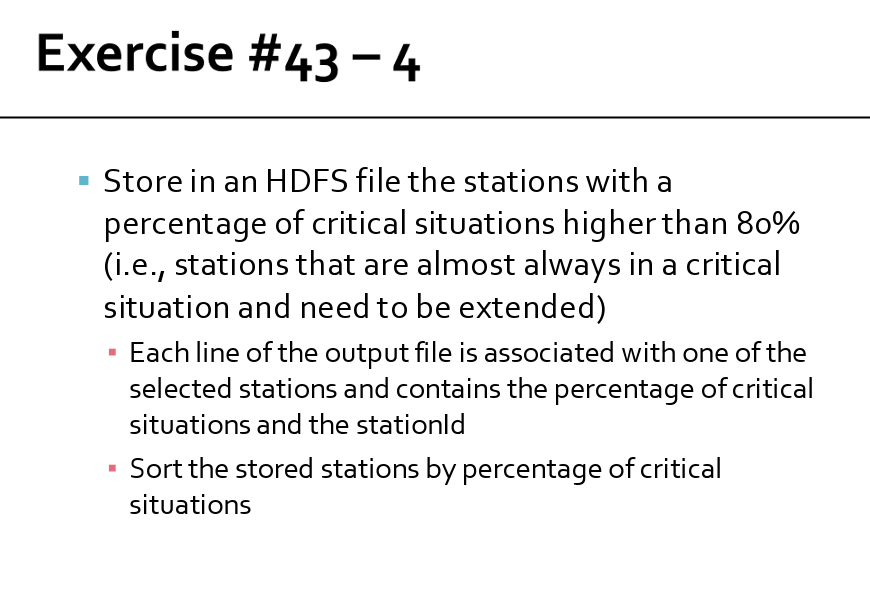 Exercise #43 – 4
Store in an HDFS file the stations with a
percentage of critical situations higher than 80%
(i.e., stations that are almost always in a critical
situation and need to be extended)
Each line of the output file is associated with one of the
selected stations and contains the percentage of critical
situations and the stationId
Sort the stored stations by percentage of critical
situations